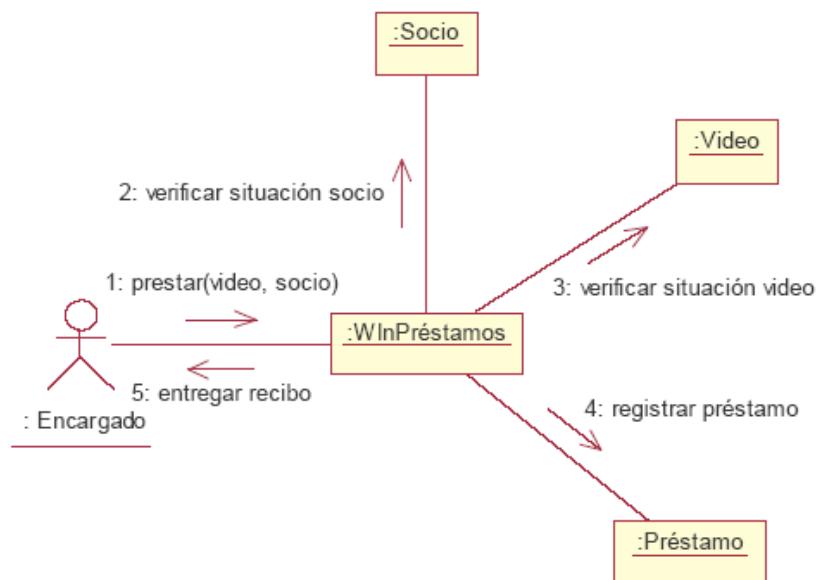 :Socio
:Video
2: verificar situación socio
1: prestar(video, socio)
3: verificar situación video
:WInPréstamos
5: entregar recibo
4: registrar préstamo
: Encargado
:Préstamo